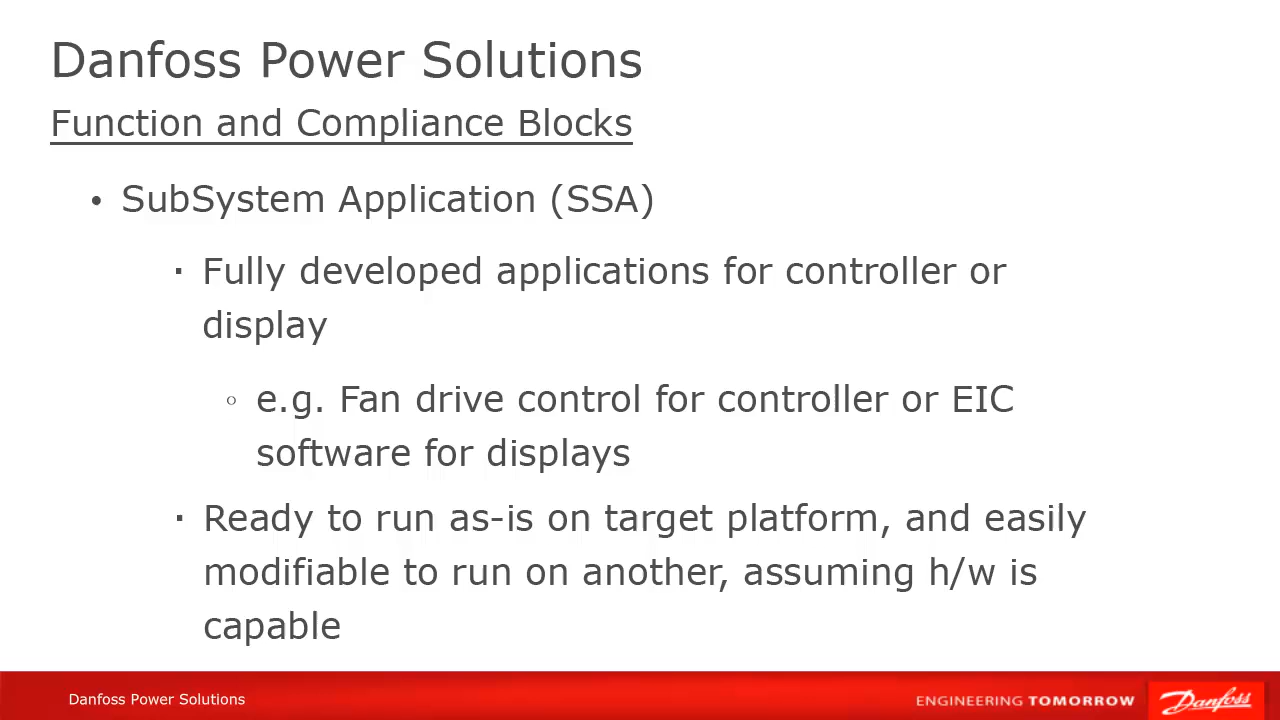 Danfoss Power Solutions
Function and Compliance Blocks
• SubSystem Application (SSA)
▪ Fully developed applications for controller or
display
◦ e.g. Fan drive control for controller or EIC
software for displays
▪ Ready to run as-is on target platform, and easily
modifiable to run on another, assuming h/w is
capable
Danfoss Power Solutions
ENGINEERING TOMORROW
Danfoss